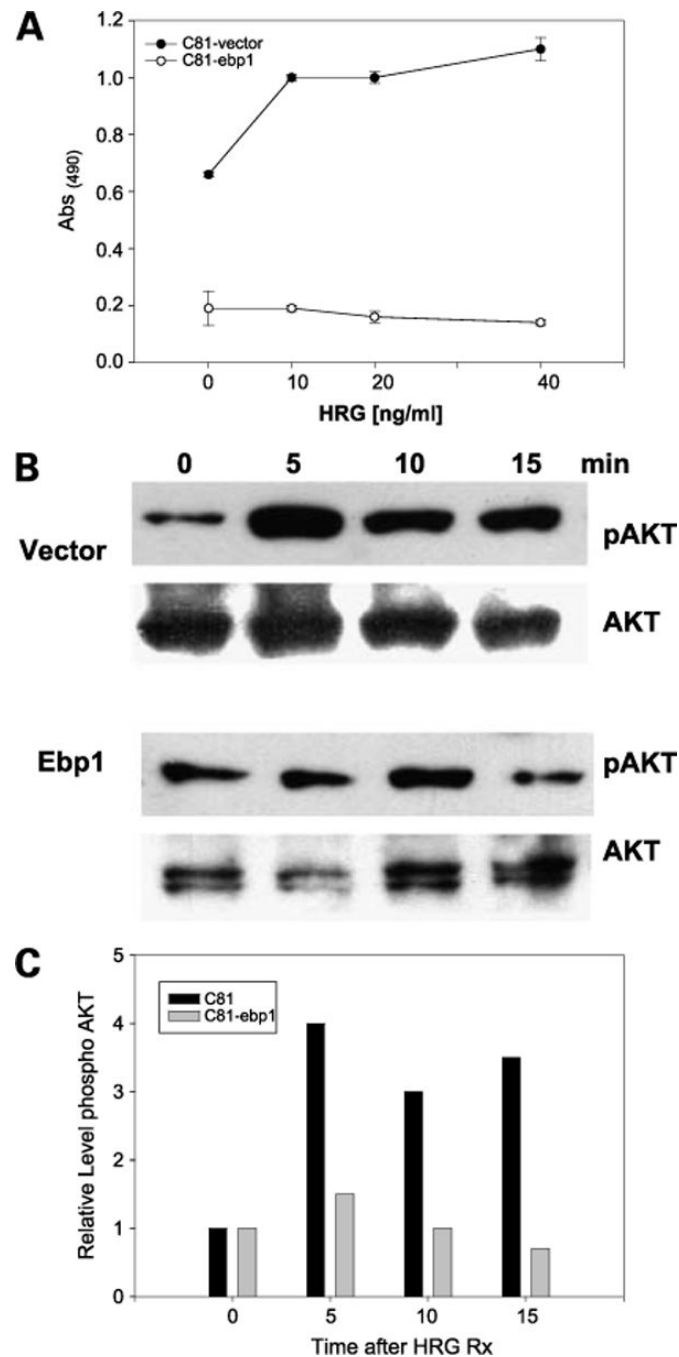 A
C81-vector
C81-ebp1
1.2
1.0
0.8
0.6
0.4
0.2
0.0
Abs (490)
0 10 20 40
HRG [ng/ml]
B
0 5 10 15 min
Vector
pAKT
AKT
Ebp1
pAKT
AKT
C
C81
C81-ebp1
5
4
3
2
1
0
Relative Level phospho AKT
0 5 10 15
Time after HRG Rx